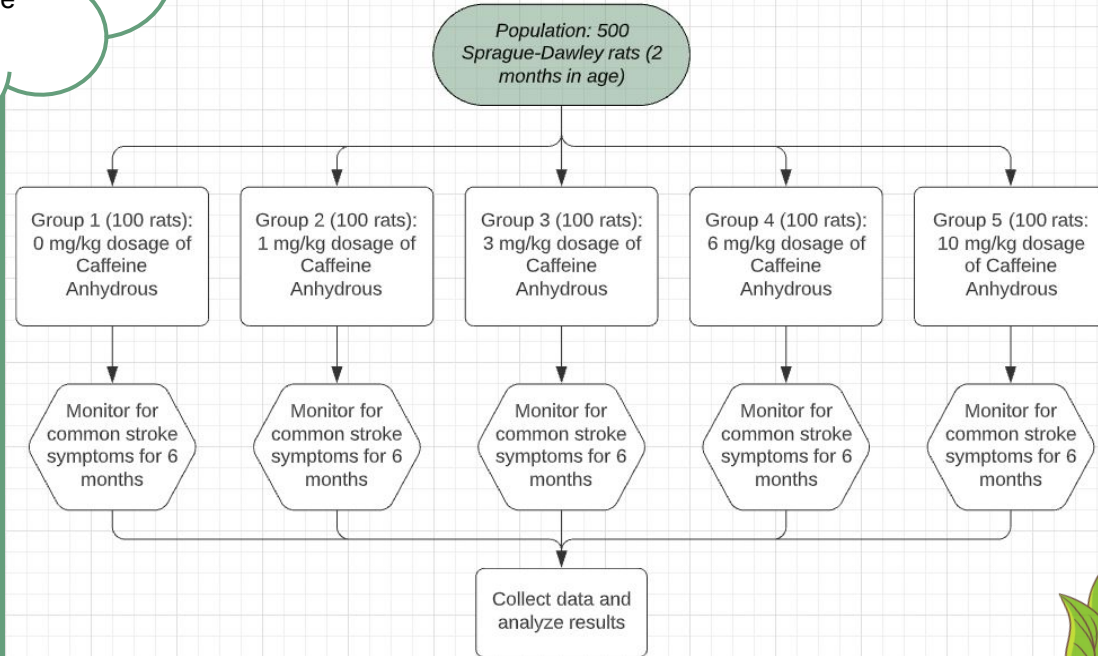 e
Population: 500
Sprague-Dawley rats (2
months in age)
Group 1 (100 rats):
0 mg/kg dosage of
Caffeine
Anhydrous
Group 2 (100 rats):
1 mg/kg dosage of
Caffeine
Anhydrous
Group 3 (100 rats):
3 mg/kg dosage of
Caffeine
Anhydrous
Group 4 (100 rats):
6 mg/kg dosage of
Caffeine
Anhydrous
Group 5 (100 rats:
10 mg/kg dosage
of Caffeine
Anhydrous
Monitor for
common stroke
symptoms for 6
months
Monitor for
common stroke
symptoms for 6
months
Monitor for
common stroke
symptoms for 6
months
Monitor for
common stroke
symptoms for 6
months
Monitor for
common stroke
symptoms for 6
months
Collect data and
analyze results